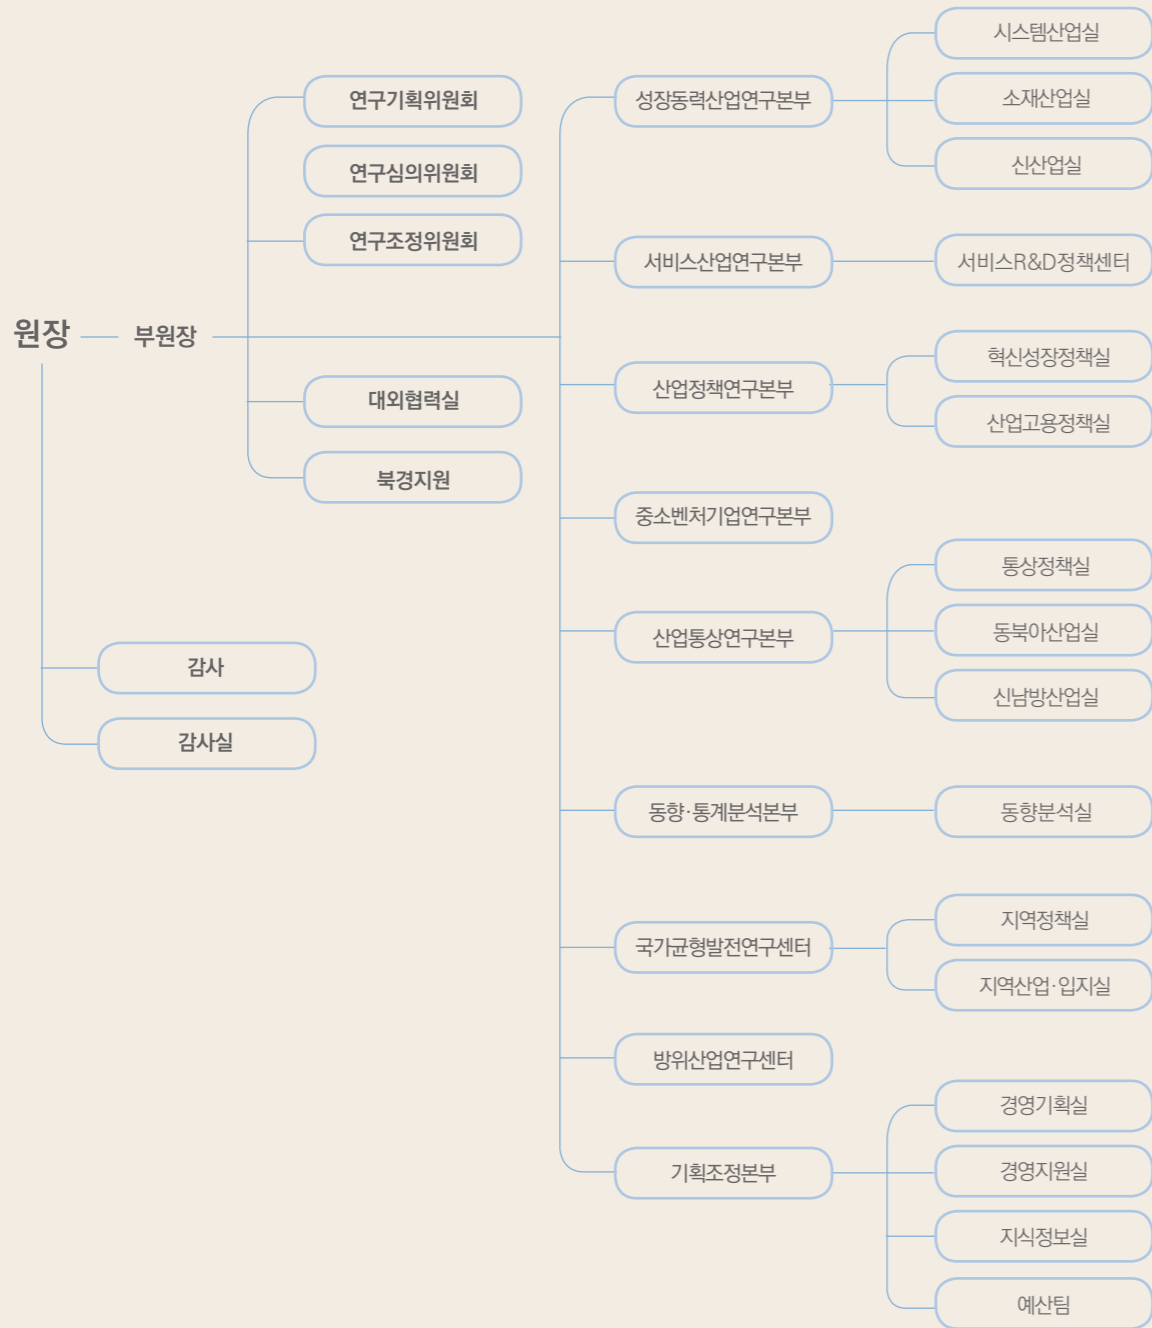 원장
부원장
연구기획위원회
연구심의위원회
연구조정위원회
대외협력실
북경지원
감사
감사실
성장동력산업연구본부
시스템산업실
소재산업실
신산업실
서비스산업연구본부
서비스R&D정책센터
산업정책연구본부
혁신성장정책실
산업고용정책실
중소벤처기업연구본부
산업통상연구본부
통상정책실
동북아산업실
신남방산업실
동향·통계분석본부
동향분석실
국가균형발전연구센터
지역정책실
지역산업·입지실
방위산업연구센터
기획조정본부
경영기획실
경영지원실
지식정보실
예산팀